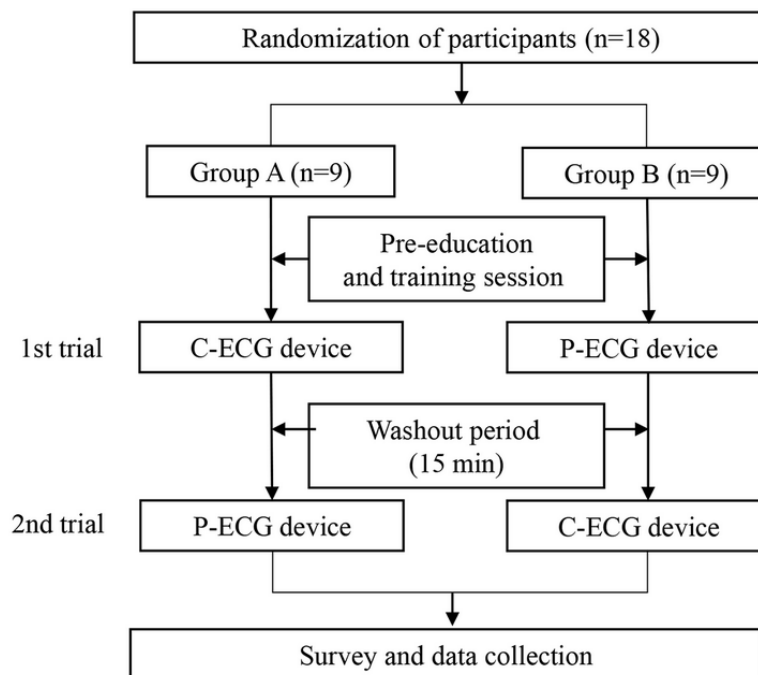 Randomization of participants (n=18)
Group A (n=9)
Group B (n=9)
Pre-education
and training session
1st trial
C-ECG device
P-ECG device
Washout period
(15 min)
2nd trial
P-ECG device
C-ECG device
Survey and data collection